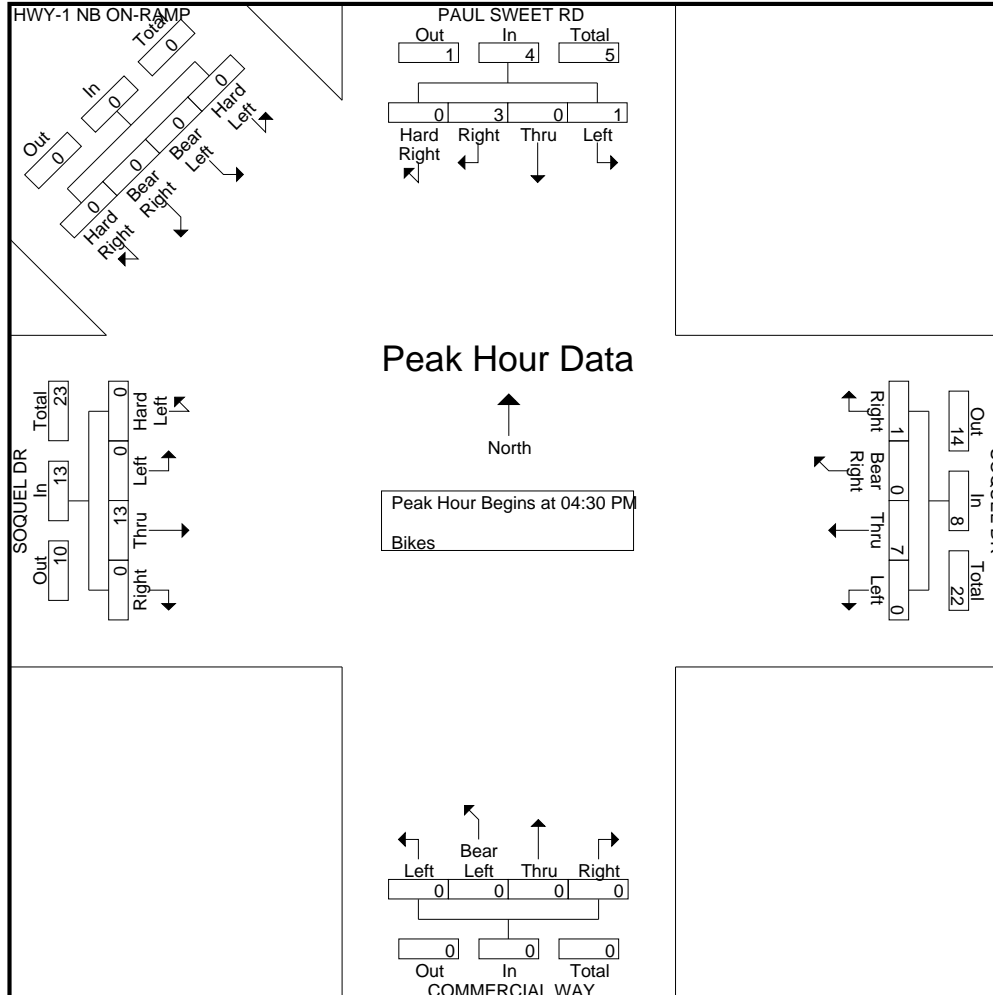 HWY-1 NB ON-RAMP
Out In Total
0 0 0
0 0 0 0
Hard Right
Bear Right
Bear Left
Hard Left
PAUL SWEET RD
Out In Total
1 4 5
0 3 0 1
Hard Right
Right
Thru
Left
Peak Hour Data
North
Peak Hour Begins at 04:30 PM
Bikes
SOQUEL DR
Out In Total
10 13 23
0 0 13 0
Hard Left
Left
Thru
Right
Right
Bear Right
Thru
Left
1 0 7 0
Out In Total
14 8 22
Left
Bear Left
Thru
Right
0 0 0 0
0 0 0
Out In Total
COMMERCIAL WAY